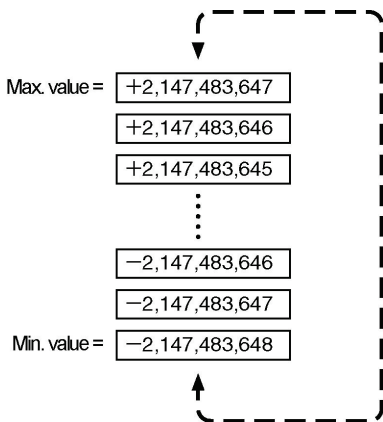 Max. value = +2,147,483,647
+2,147,483,646
+2,147,483,645
−2,147,483,646
−2,147,483,647
Min. value = −2,147,483,648